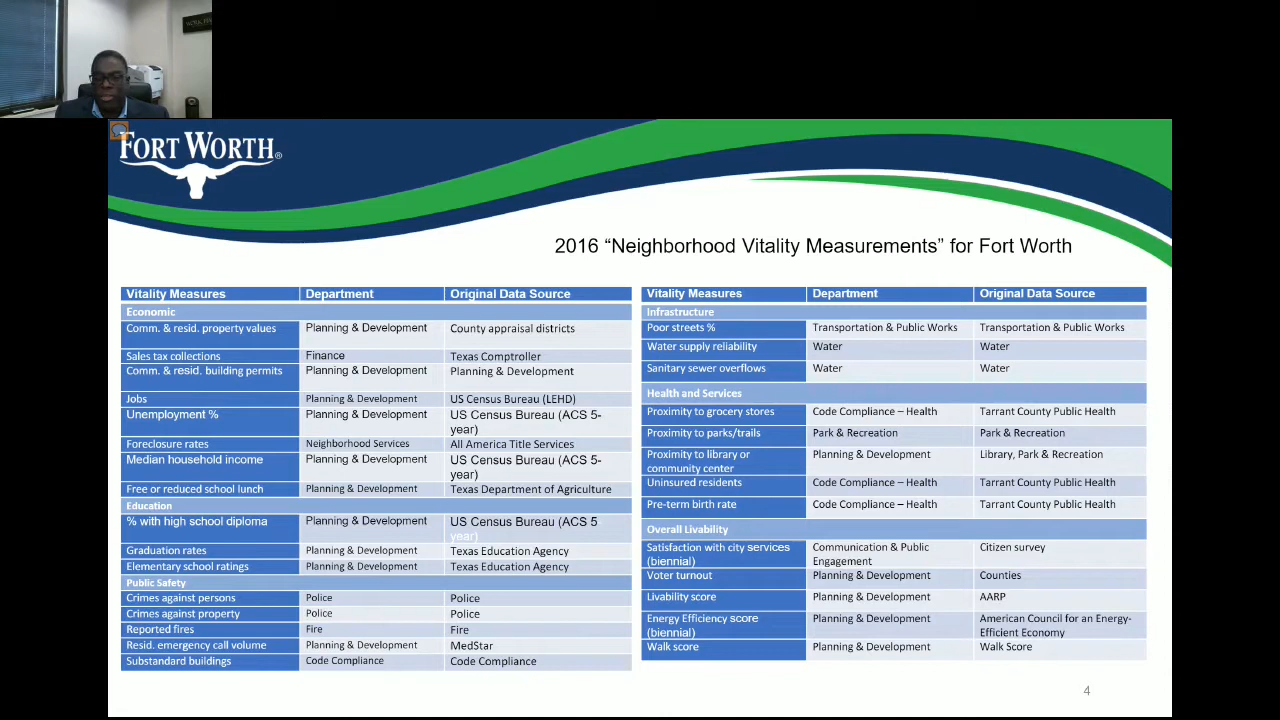 FORT WORTH®
2016 “Neighborhood Vitality Measurements” for Fort Worth
Vitality Measures Department Original Data Source
Economic
Comm. & resid. property values Planning & Development County appraisal districts
Sales tax collections Finance Texas Comptroller
Comm. & resid. building permits Planning & Development Planning & Development
Jobs Planning & Development US Census Bureau (LEHD)
Unemployment % Planning & Development US Census Bureau (ACS 5-
year)
Foreclosure rates Neighborhood Services All America Title Services
Median household income Planning & Development US Census Bureau (ACS 5-
year)
Free or reduced school lunch Planning & Development Texas Department of Agriculture
Education
% with high school diploma Planning & Development US Census Bureau (ACS 5
year)
Graduation rates Planning & Development Texas Education Agency
Elementary school ratings Planning & Development Texas Education Agency
Public Safety
Crimes against persons Police Police
Crimes against property Police Police
Reported fires Fire Fire
Resid. emergency call volume Planning & Development MedStar
Substandard buildings Code Compliance Code Compliance
Vitality Measures Department Original Data Source
Infrastructure
Poor streets % Transportation & Public Works Transportation & Public Works
Water supply reliability Water Water
Sanitary sewer overflows Water Water
Health and Services
Proximity to grocery stores Code Compliance – Health Tarrant County Public Health
Proximity to parks/trails Park & Recreation Park & Recreation
Proximity to library or Planning & Development Library, Park & Recreation
community center
Uninsured residents Code Compliance – Health Tarrant County Public Health
Pre-term birth rate Code Compliance – Health Tarrant County Public Health
Overall Livability
Satisfaction with city services Communication & Public Citizen survey
(biennial) Engagement
Voter turnout Planning & Development Counties
Livability score Planning & Development AARP
Energy Efficiency score Planning & Development American Council for an Energy-
(biennial) Efficient Economy
Walk score Planning & Development Walk Score
4